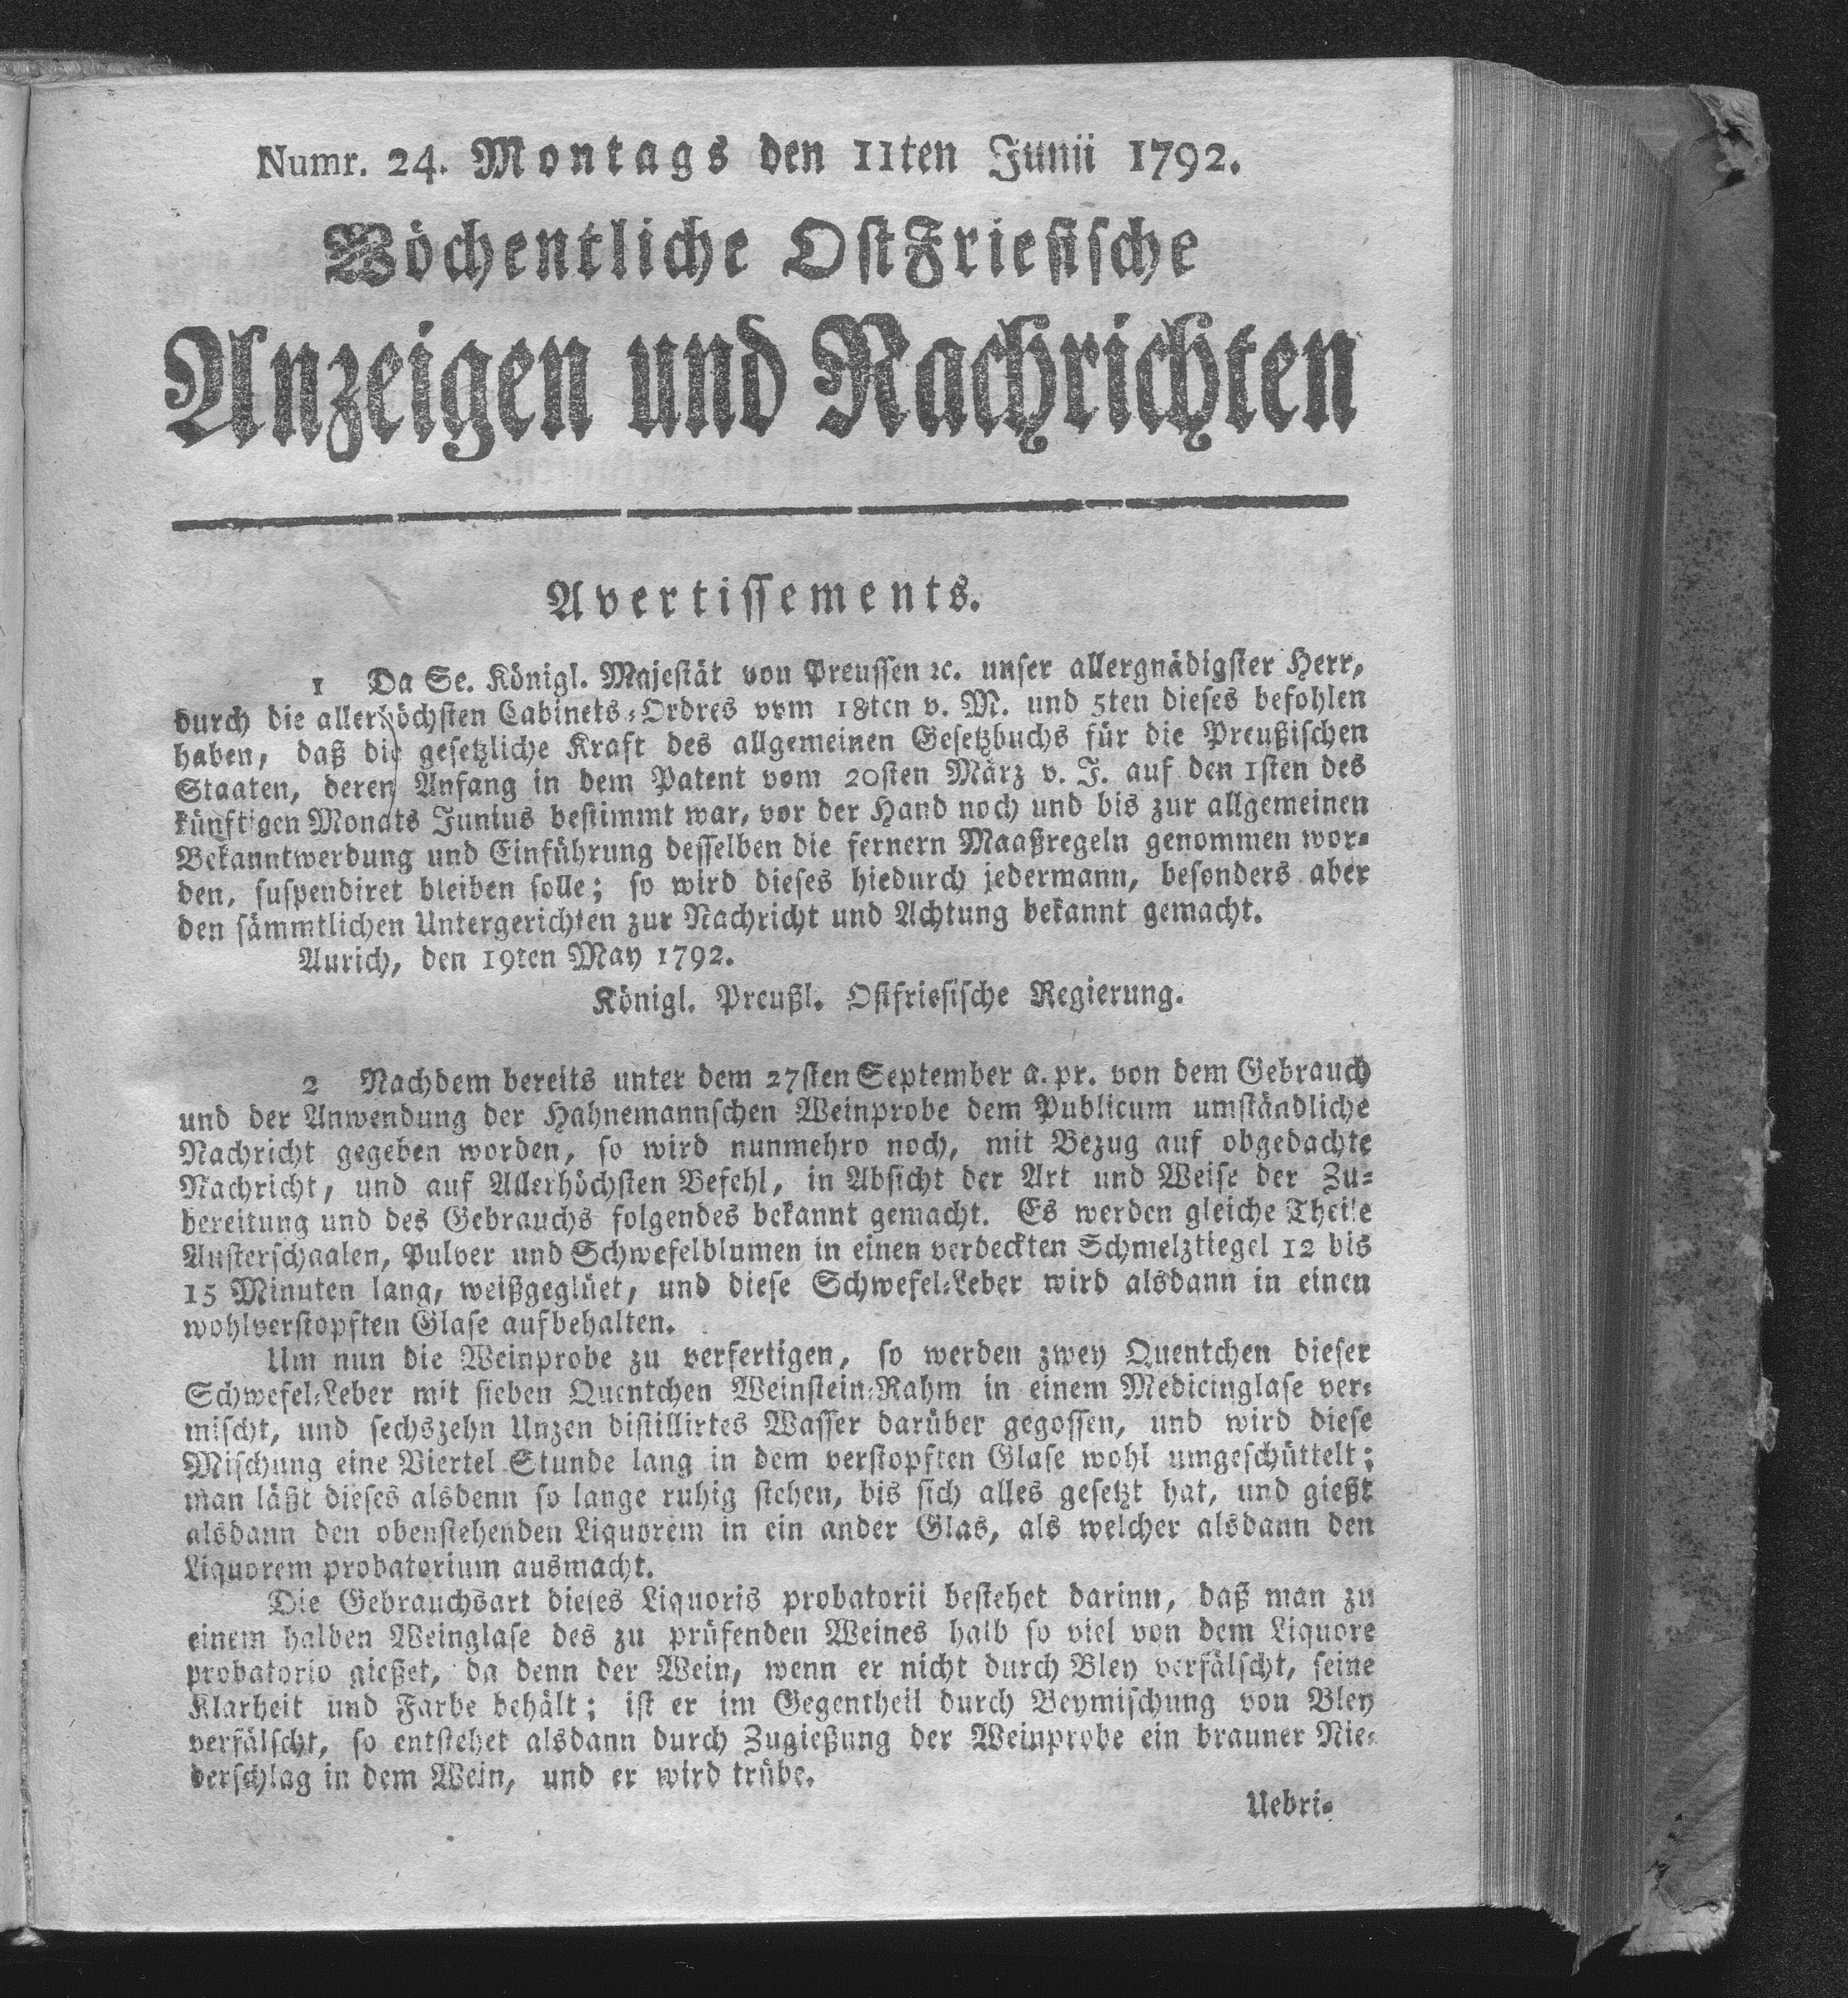 Numr. 24. Montags den 11ten Junii 1792.
Wöchentliche OstFriesische
Anzeigen und Nachrichten
Avertissements.
1 Da Se. Königl. Majestät von Preussen ꝛc. unser allergnädigster Herr,
durch die allerhöchsten Cabinets-Ordres vom 18ten v. M. und 5ten dieses befohlen
haben, daß die gesetzliche Kraft des allgemeinen Gesetzbuchs für die Preußischen
Staaten, deren Anfang in dem Patent vom 20sten März v. J. auf den 1sten des
künftigen Monats Junius bestimmt war, vor der Hand noch und bis zur allgemeinen
Bekanntwerdung und Einführung desselben die fernern Maaßregeln genommen wor-
den, suspendiret bleiben solle; so wird dieses hiedurch jedermann, besonders aber
den sämmtlichen Untergerichten zur Nachricht und Achtung bekannt gemacht.
Aurich, den 19ten May 1792.
Königl. Preußl. Ostfriesische Regierung.
2 Nachdem bereits unter dem 27sten September a. pr. von dem Gebrauch
und der Anwendung der Hahnemannschen Weinprobe dem Publicum umständliche
Nachricht gegeben worden, so wird nunmehro noch, mit Bezug auf obgedachte
Nachricht, und auf Allerhöchsten Befehl, in Absicht der Art und Weise der Zu-
bereitung und des Gebrauchs folgendes bekannt gemacht. Es werden gleiche Theile
Austerschaalen, Pulver und Schwefelblumen in einen verdeckten Schmelztiegel 12 bis
15 Minuten lang, weißgeglüet, und diese Schwefel-Leber wird alsdann in einen
wohlverstopften Glase aufbehalten.
Um nun die Weinprobe zu verfertigen, so werden zwey Quentchen dieser
Schwefel-Leber mit sieben Quentchen Weinstein-Rahm in einem Medicinglase ver-
mischt, und sechszehn Unzen distillirtes Wasser darüber gegossen, und wird diese
Mischung eine Viertel Stunde lang in dem verstopften Glase wohl umgeschüttelt;
man läßt dieses alsdenn so lange ruhig stehen, bis sich alles gesetzt hat, und gießt
alsdann den obenstehenden Liquorem in ein ander Glas, als welcher alsdann den
Liquorem probatorium ausmacht.
Die Gebrauchsart dieses Liquoris probatorii bestehet darinn, daß man zu
einem halben Weinglase des zu prüfenden Weines halb so viel von dem Liquore
probatorio gießet, da denn der Wein, wenn er nicht durch Bley verfälscht, seine
Klarheit und Farbe behält; ist er im Gegentheil durch Beymischung von Bley
verfälscht, so entstehet alsdann durch Zugießung der Weinprobe ein brauner Nie-
derschlag in dem Wein, und er wird trübe.
Uebri-